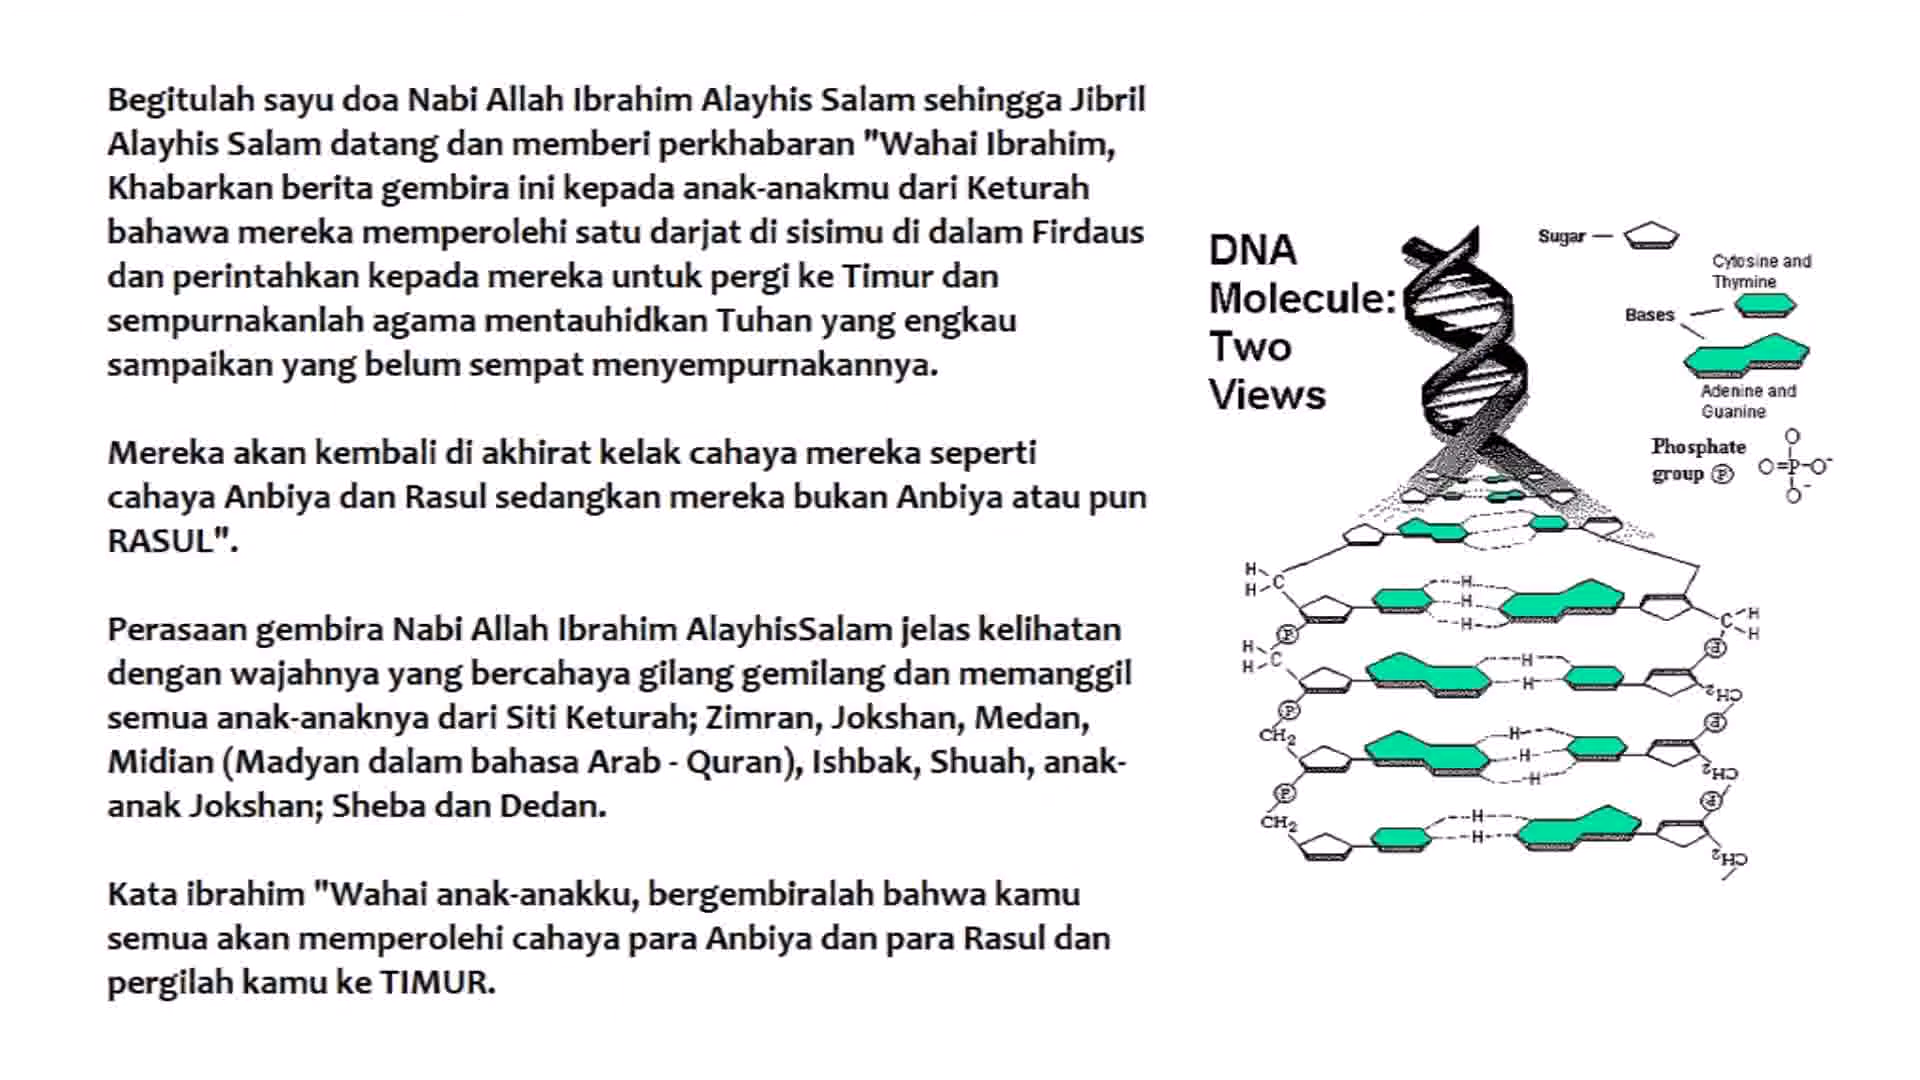 Begitulah sayu doa Nabi Allah Ibrahim Alayhis Salam sehingga Jibril
Alayhis Salam datang dan memberi perkhabaran "Wahai Ibrahim,
Khabarkan berita gembira ini kepada anak-anakmu dari Keturah
bahawa mereka memperolehi satu darjat di sisimu di dalam Firdaus
dan perintahkan kepada mereka untuk pergi ke Timur dan
sempurnakanlah agama mentauhidkan Tuhan yang engkau
sampaikan yang belum sempat menyempurnakannya.
Mereka akan kembali di akhirat kelak cahaya mereka seperti
cahaya Anbiya dan Rasul sedangkan mereka bukan Anbiya atau pun
RASUL".
Perasaan gembira Nabi Allah Ibrahim AlayhisSalam jelas kelihatan
dengan wajahnya yang bercahaya gilang gemilang dan memanggil
semua anak-anaknya dari Siti Keturah; Zimran, Jokshan, Medan,
Midian (Madyan dalam bahasa Arab - Quran), Ishbak, Shuah, anak-
anak Jokshan; Sheba dan Dedan.
Kata ibrahim "Wahai anak-anakku, bergembiralah bahwa kamu
semua akan memperolehi cahaya para Anbiya dan para Rasul dan
pergilah kamu ke TIMUR.
DNA
Molecule:
Two
Views
Sugar
Cytosine and
Thymine
Bases
Adenine and
Guanine
Phosphate
group P
O
O=P-O-
O-
H
H C
H
H
H
P
H
H C
C H
H
P
H
H
CH2
P
H
H
H
CH2
P
CH2
P
H
H
CH2
P
CH2
CH2